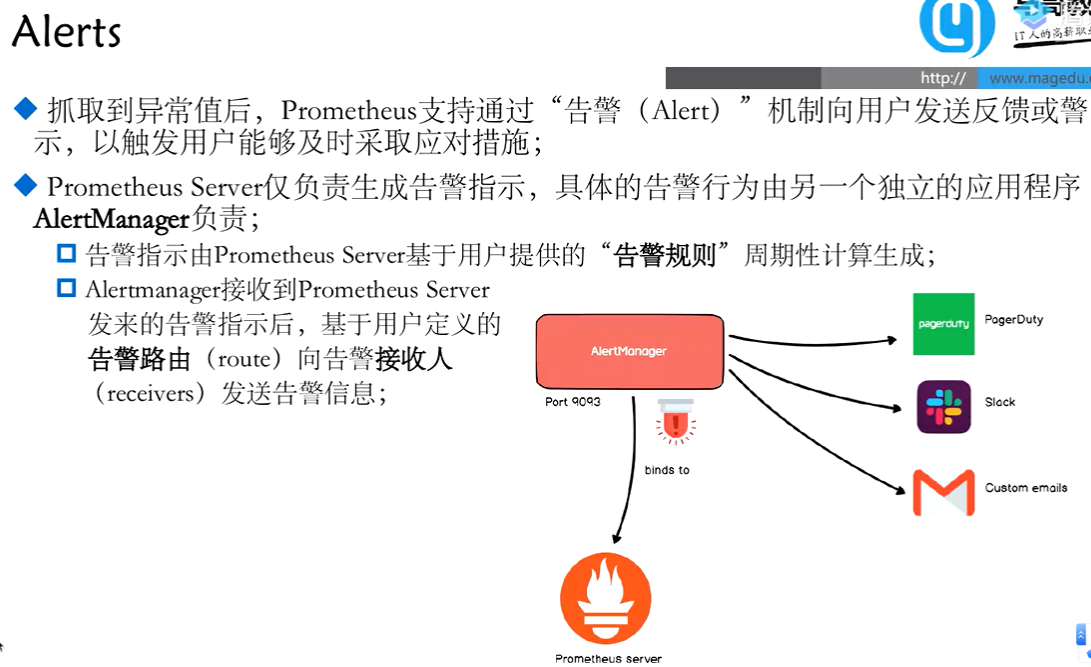 Alerts
IT人的高薪职
http://
www.magedu.
抓取到异常值后，Prometheus支持通过“告警（Alert）”机制向用户发送反馈或警
示，以触发用户能够及时采取应对措施；
Prometheus Server仅负责生成告警指示，具体的告警行为由另一个独立的应用程序
AlertManager负责；
告警指示由Prometheus Server基于用户提供的“告警规则”周期性计算生成；
Alertmanager接收到Prometheus Server
发来的告警指示后，基于用户定义的
告警路由（route）向告警接收人
（receivers）发送告警信息；
AlertManager
Port 9093
binds to
pagerduty
PagerDuty
Slack
Custom emails
Prometheus server